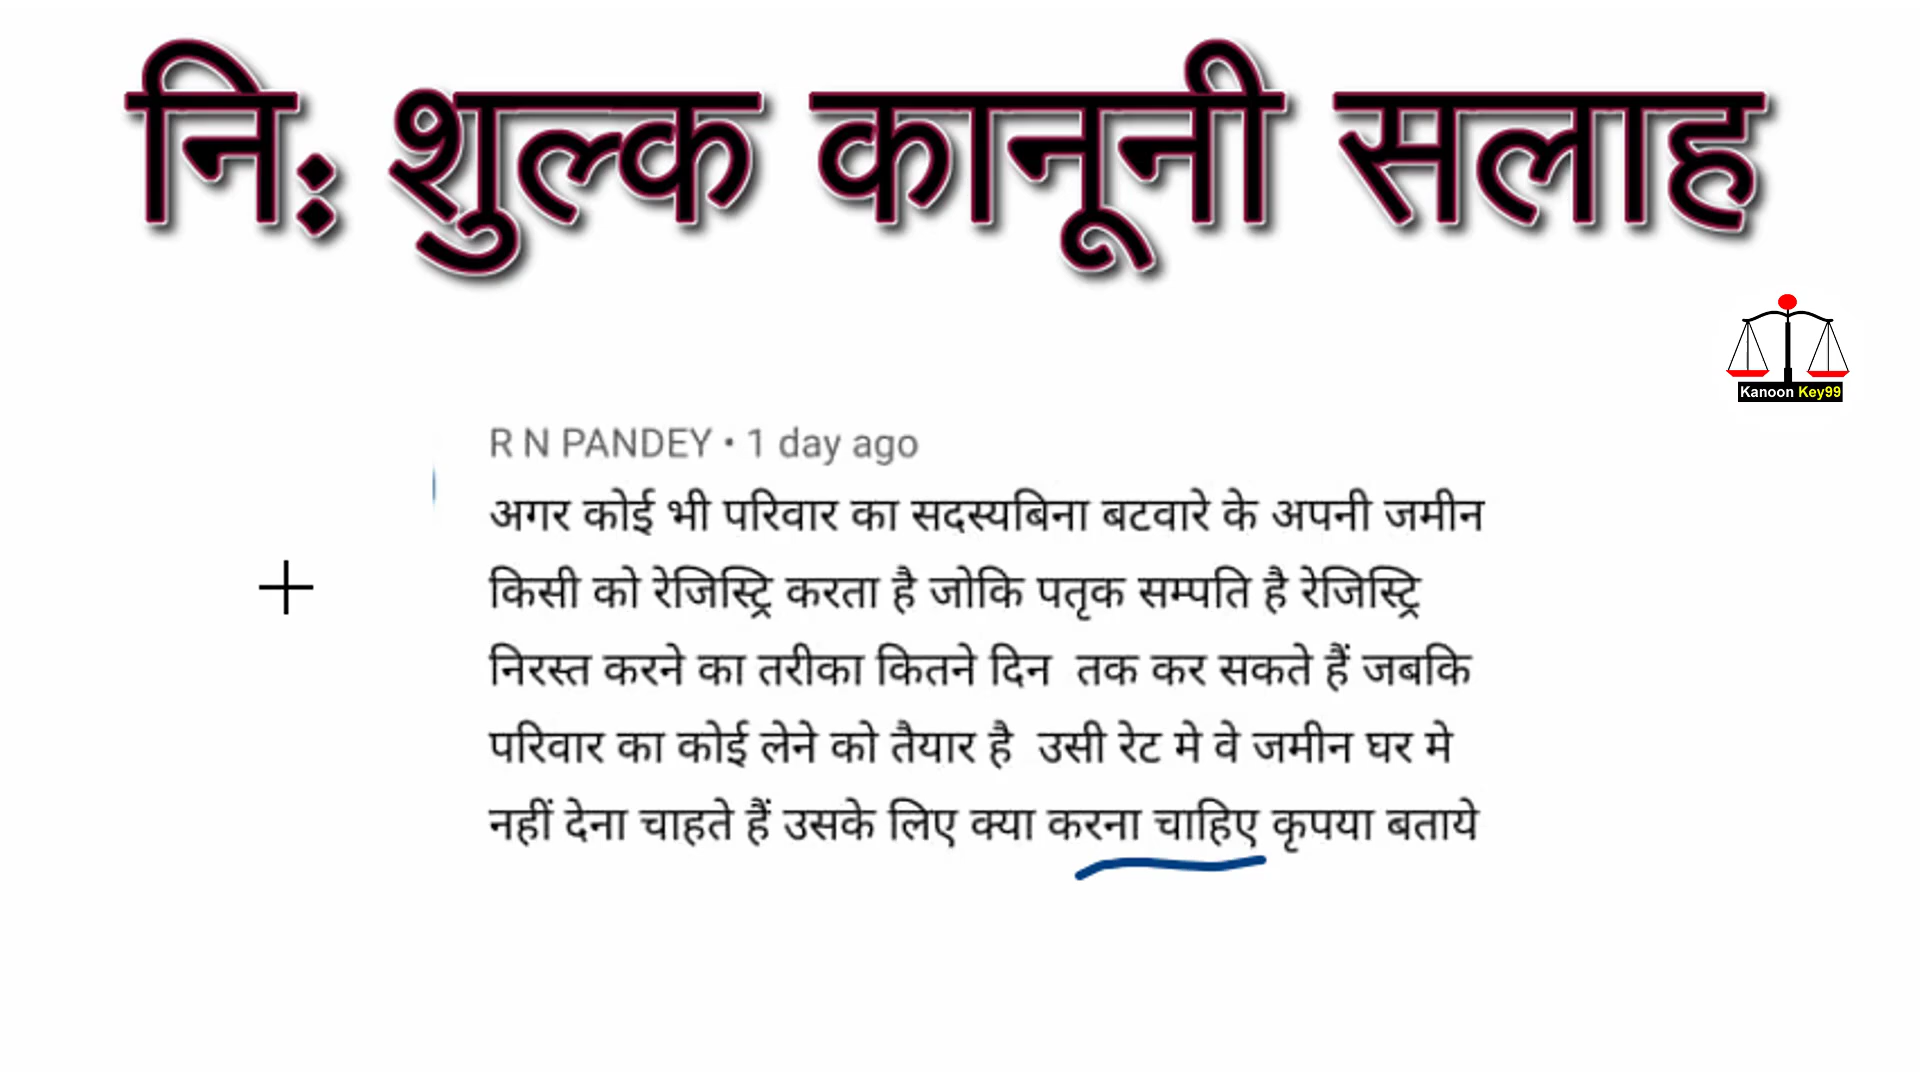 नि: शुल्क कानूनी सलाह
Kanoon Key99
R N PANDEY • 1 day ago
अगर कोई भी परिवार का सदस्यबिना बटवारे के अपनी जमीन
किसी को रेजिस्ट्रि करता है जोकि पतृक सम्पति है रेजिस्ट्रि
निरस्त करने का तरीका कितने दिन तक कर सकते हैं जबकि
परिवार का कोई लेने को तैयार है उसी रेट मे वे जमीन घर मे
नहीं देना चाहते हैं उसके लिए क्या करना चाहिए कृपया बताये